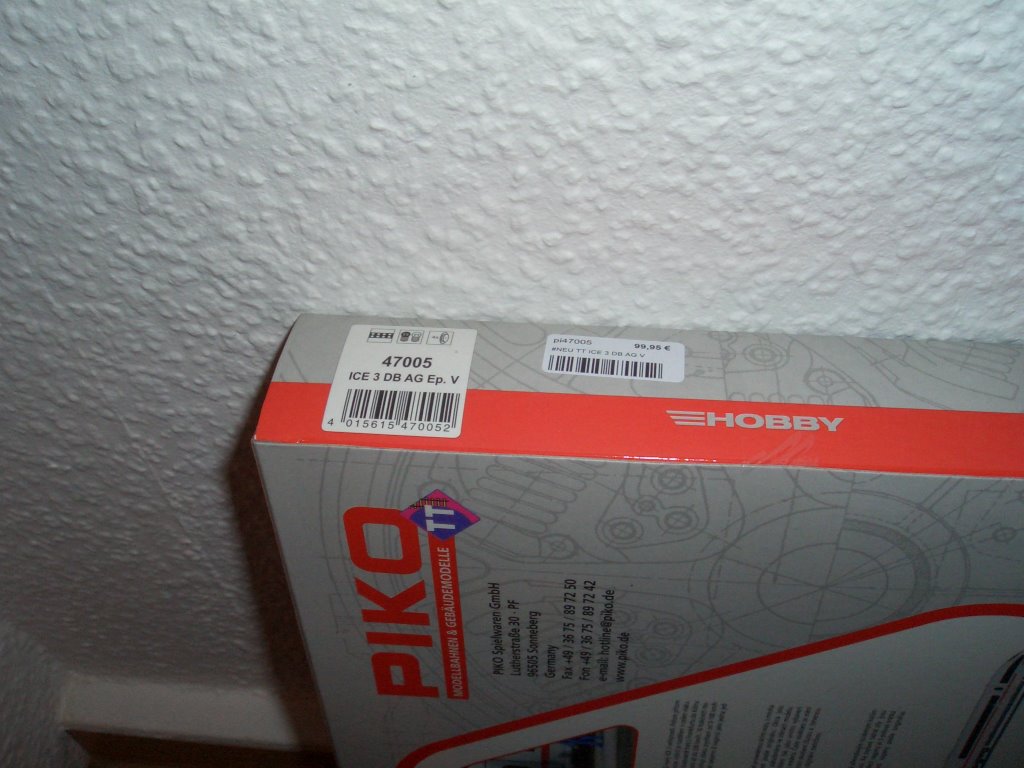 47005
ICE 3 DB AG Ep. V
4 015615 470052
pi47005 99,95 €
#NEU TT ICE 3 DB AG V
HOBBY
PIKO
TT
MODELLBAHNEN & GEBÄUDEMODELLE
PIKO Spielwaren GmbH
Lutherstraße 30 · PF
96505 Sonneberg
Germany
Fax +49 / 36 75 / 89 72 50
Fon +49 / 36 75 / 89 72 42
e-mail: hotline@piko.de
www.piko.de